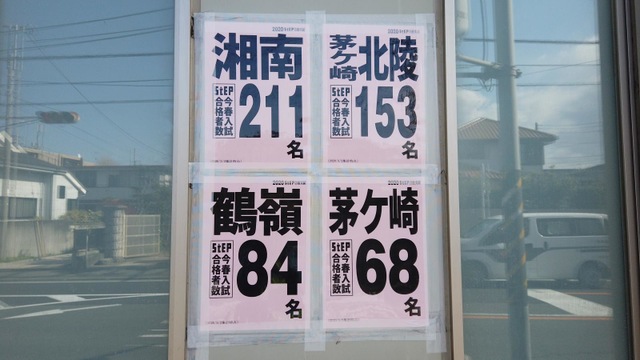 湘南
StEP
今春入試
合格者数
211
名
茅ケ崎
北陵
StEP
今春入試
合格者数
153
名
鶴嶺
StEP
今春入試
合格者数
84
名
茅ケ崎
StEP
今春入試
合格者数
68
名